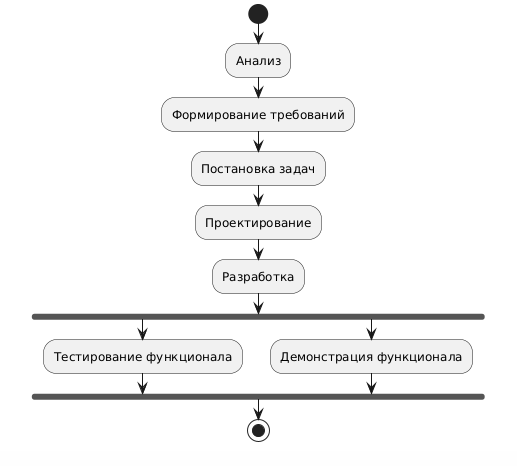 Анализ
Формирование требований
Постановка задач
Проектирование
Разработка
Тестирование функционала
Демонстрация функционала